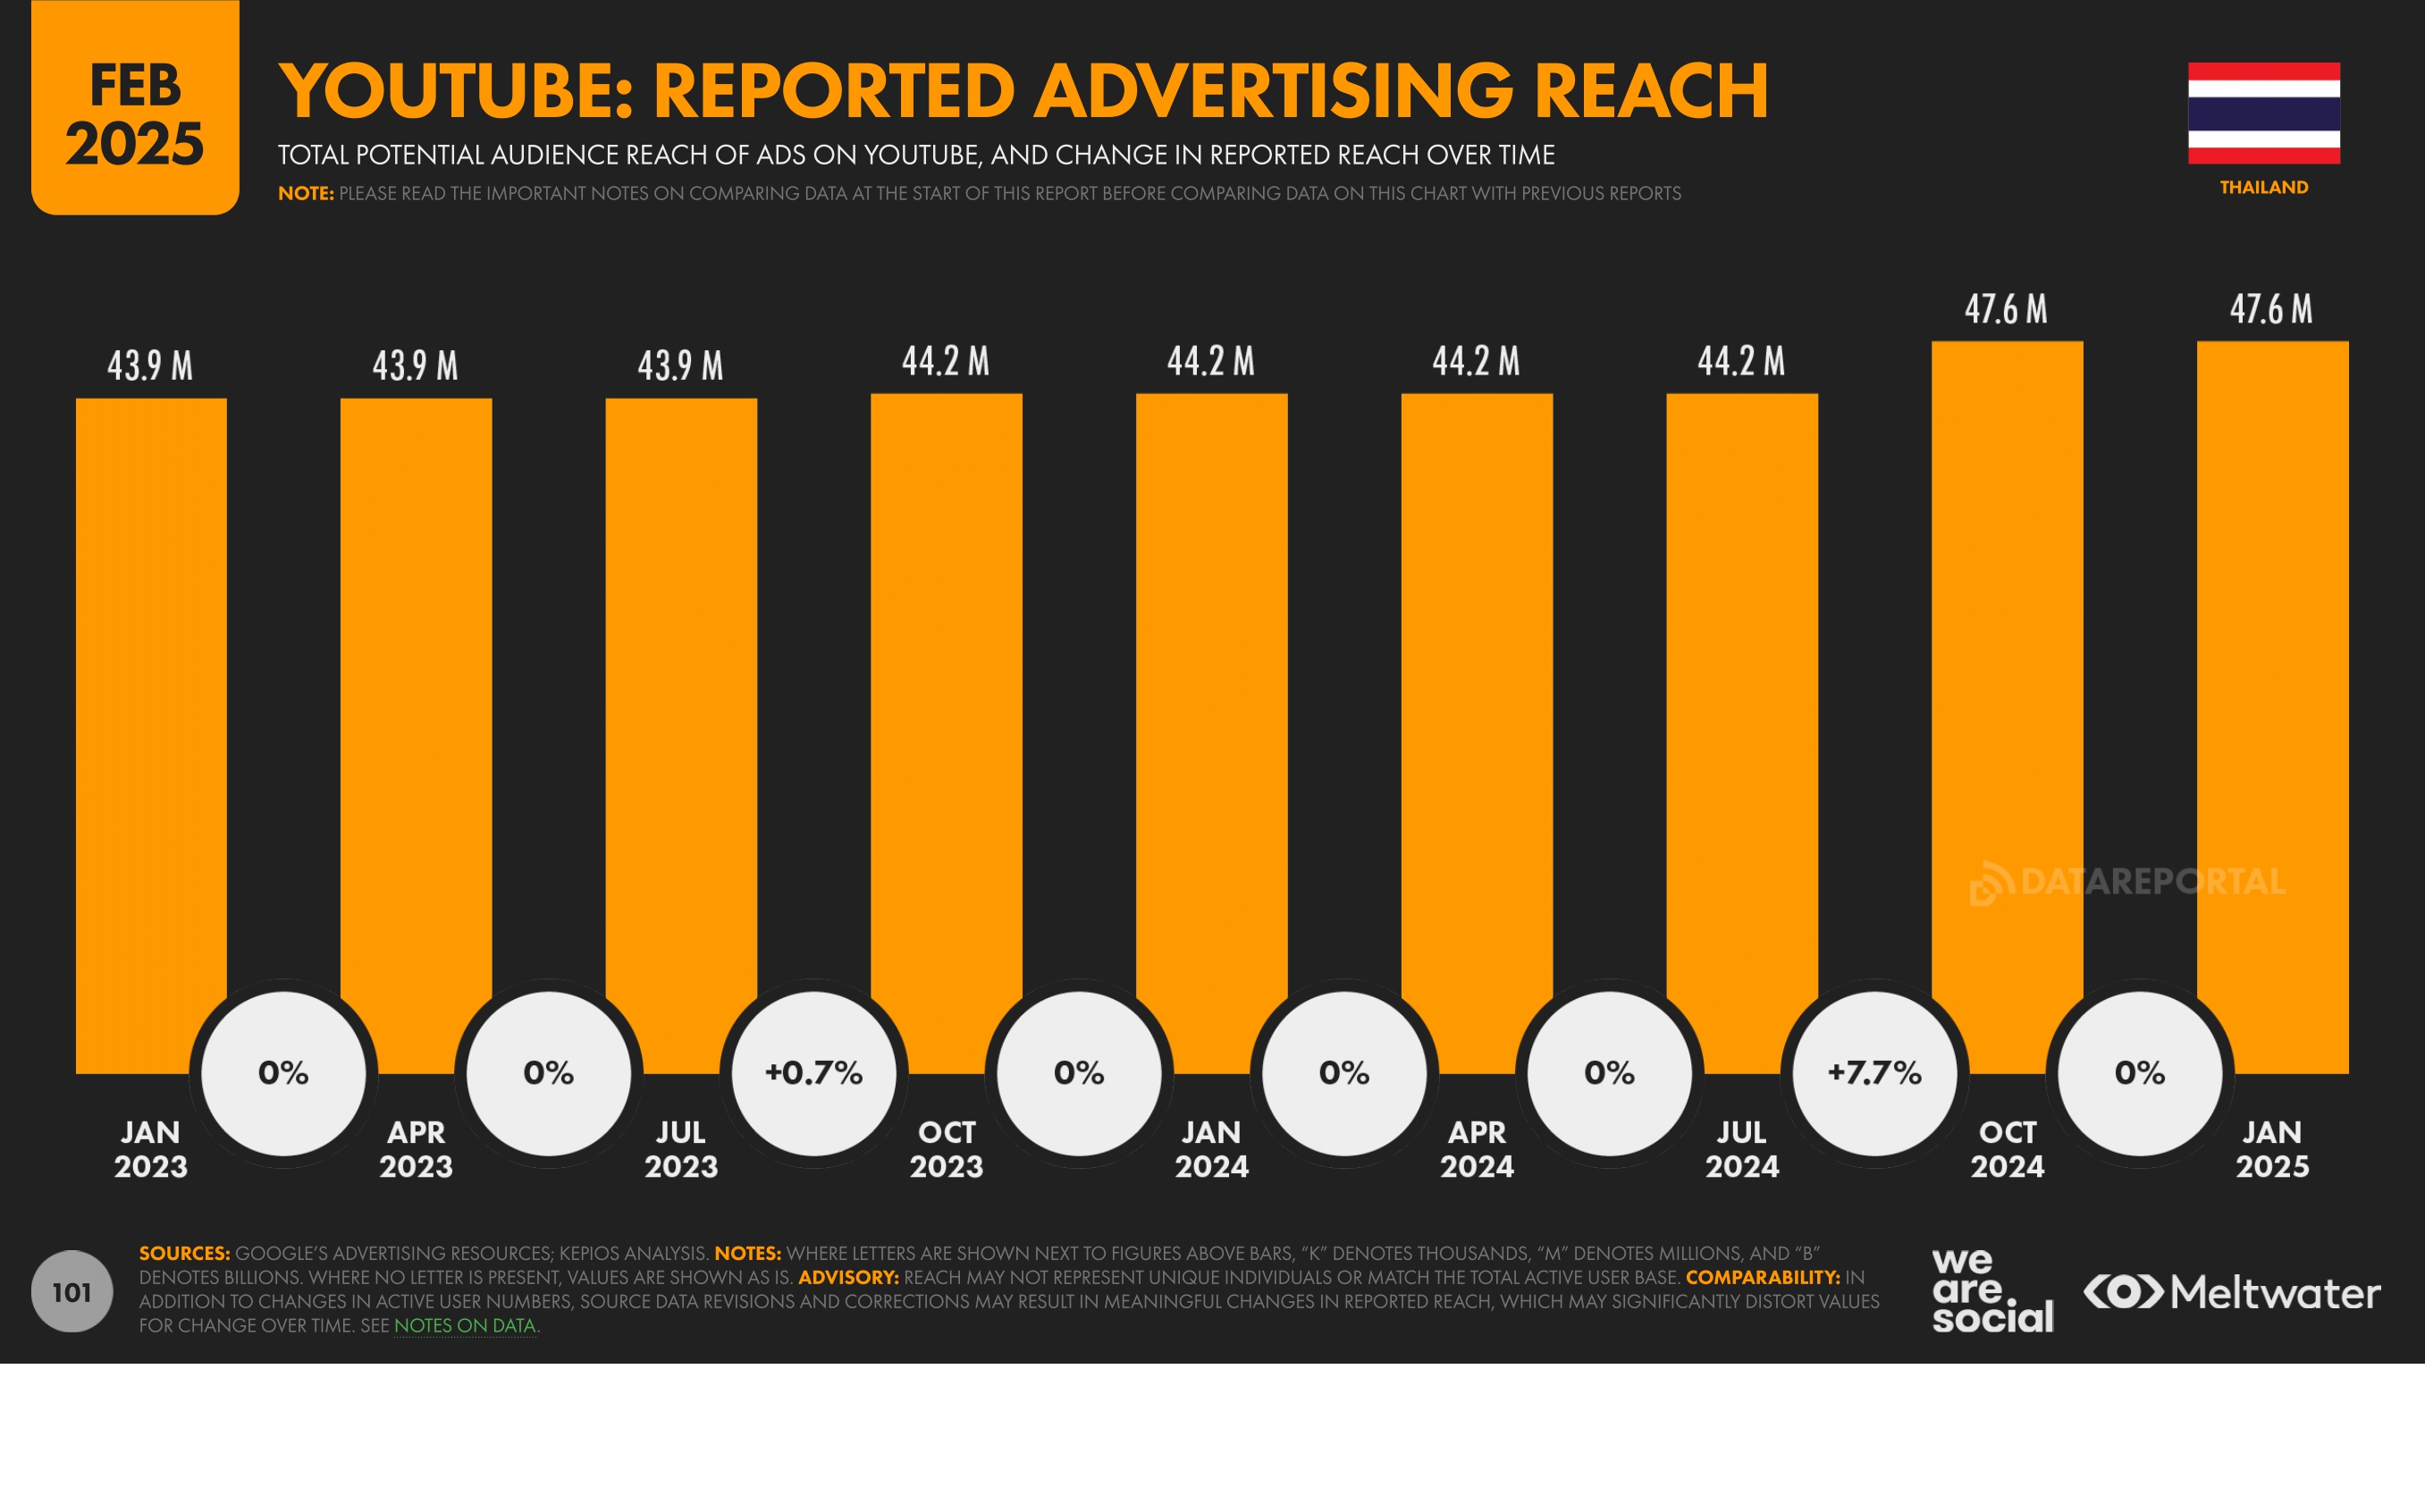 FEB
2025
YOUTUBE: REPORTED ADVERTISING REACH
TOTAL POTENTIAL AUDIENCE REACH OF ADS ON YOUTUBE, AND CHANGE IN REPORTED REACH OVER TIME
NOTE: PLEASE READ THE IMPORTANT NOTES ON COMPARING DATA AT THE START OF THIS REPORT BEFORE COMPARING DATA ON THIS CHART WITH PREVIOUS REPORTS
THAILAND
43.9 M 43.9 M 43.9 M 44.2 M 44.2 M 44.2 M 44.2 M 47.6 M 47.6 M
DATAREPORTAL
0% 0% +0.7% 0% 0% 0% +7.7% 0%
JAN APR JUL OCT JAN APR JUL OCT JAN
2023 2023 2023 2023 2024 2024 2024 2024 2025
101
SOURCES: GOOGLE’S ADVERTISING RESOURCES; KEPIOS ANALYSIS. NOTES: WHERE LETTERS ARE SHOWN NEXT TO FIGURES ABOVE BARS, “K” DENOTES THOUSANDS, “M” DENOTES MILLIONS, AND “B”
DENOTES BILLIONS. WHERE NO LETTER IS PRESENT, VALUES ARE SHOWN AS IS. ADVISORY: REACH MAY NOT REPRESENT UNIQUE INDIVIDUALS OR MATCH THE TOTAL ACTIVE USER BASE. COMPARABILITY: IN
ADDITION TO CHANGES IN ACTIVE USER NUMBERS, SOURCE DATA REVISIONS AND CORRECTIONS MAY RESULT IN MEANINGFUL CHANGES IN REPORTED REACH, WHICH MAY SIGNIFICANTLY DISTORT VALUES
FOR CHANGE OVER TIME. SEE NOTES ON DATA.
we
are
social
Meltwater